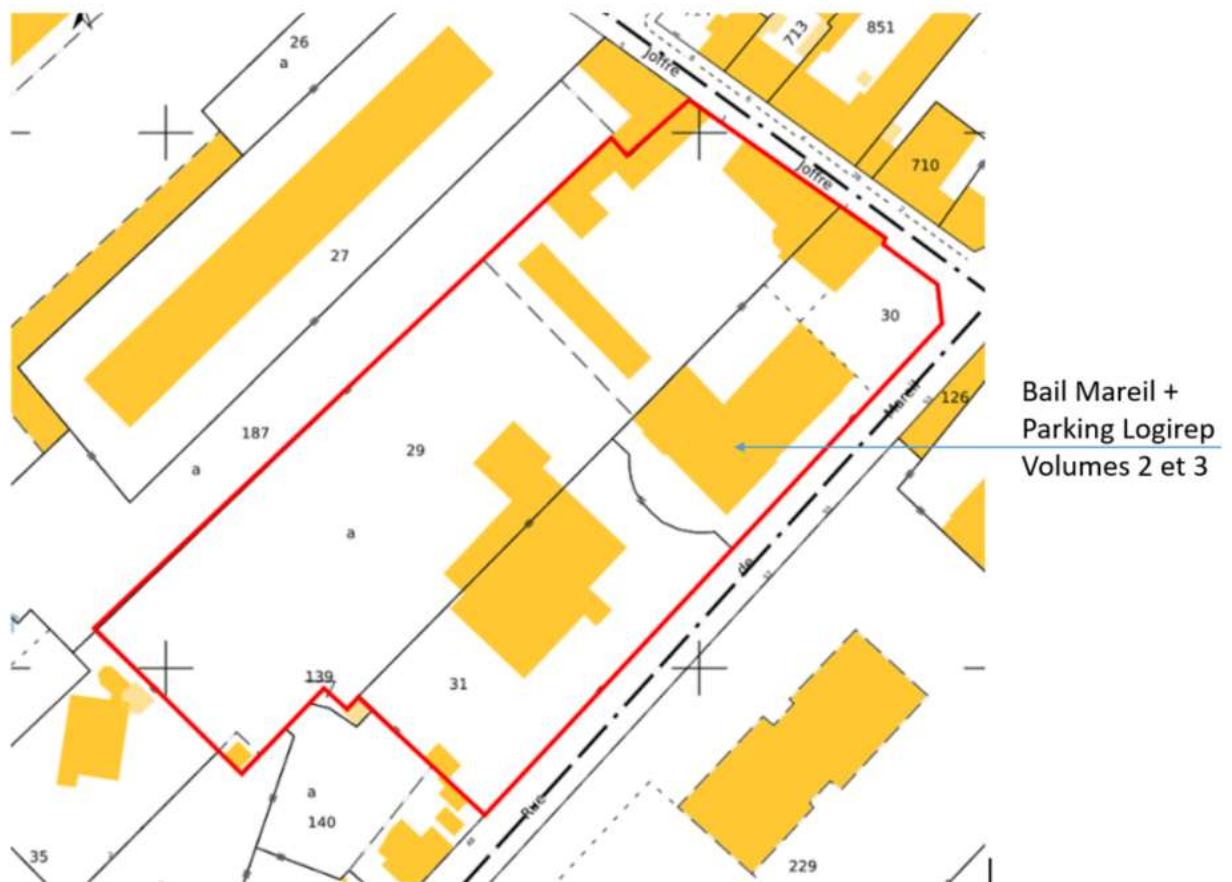 26
a
713
851
Joffre
Joffre
710
27
30
Mareil
126
187
a
29
a
de
139
31
Rue
a
140
35
229
Bail Mareil +
Parking Logirep
Volumes 2 et 3